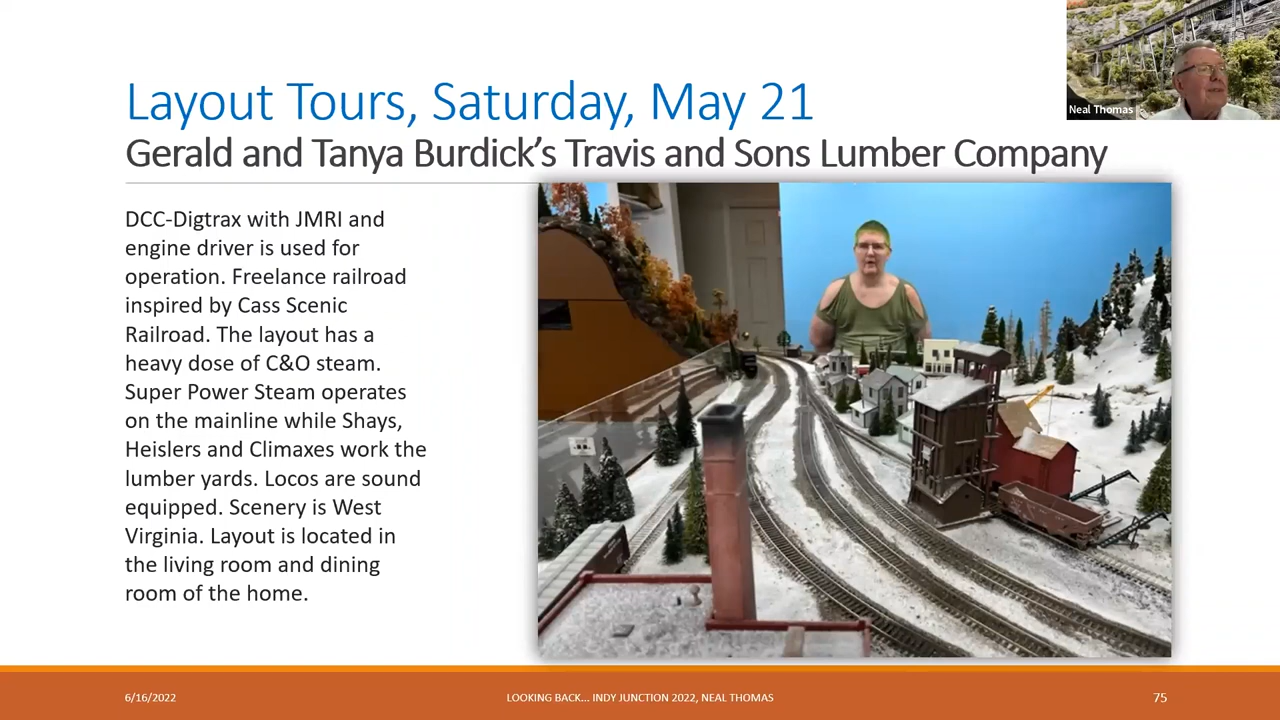 Neal Thomas
Layout Tours, Saturday, May 21
Gerald and Tanya Burdick’s Travis and Sons Lumber Company
DCC-Digtrax with JMRI and
engine driver is used for
operation. Freelance railroad
inspired by Cass Scenic
Railroad. The layout has a
heavy dose of C&O steam.
Super Power Steam operates
on the mainline while Shays,
Heislers and Climaxes work the
lumber yards. Locos are sound
equipped. Scenery is West
Virginia. Layout is located in
the living room and dining
room of the home.
6/16/2022
LOOKING BACK… INDY JUNCTION 2022, NEAL THOMAS
75